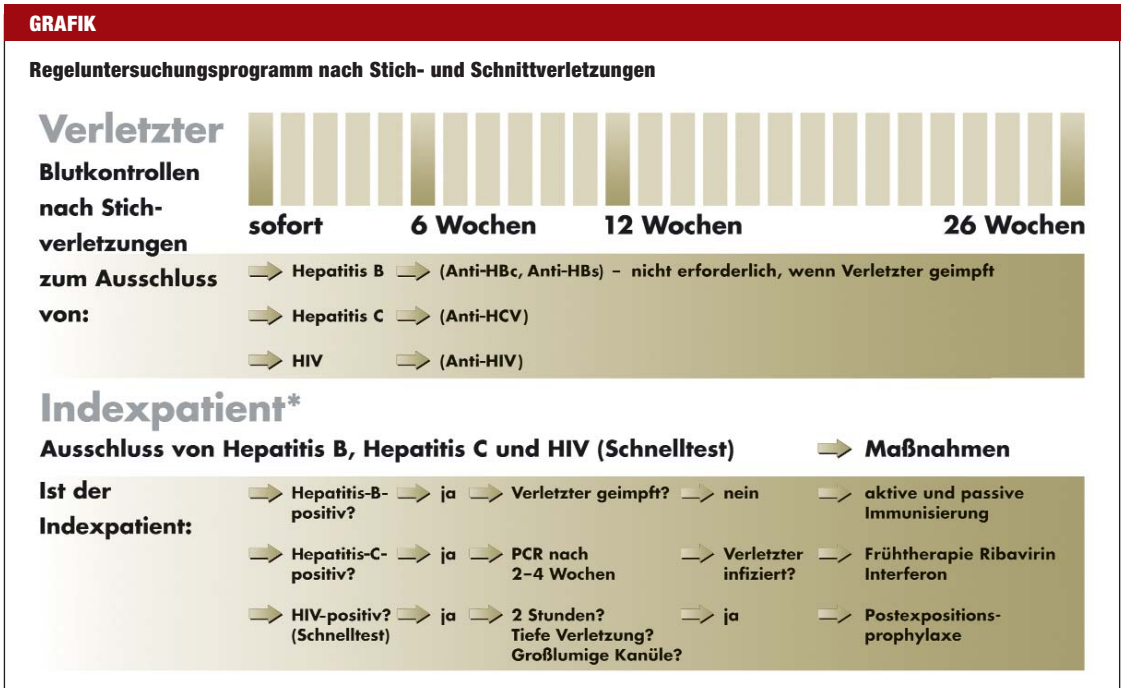 GRAFIK
Regeluntersuchungsprogramm nach Stich- und Schnittverletzungen
Verletzter
Blutkontrollen
nach Stich-
verletzungen
zum Ausschluss
von:
sofort 6 Wochen 12 Wochen 26 Wochen
Hepatitis B (Anti-HBc, Anti-HBs) – nicht erforderlich, wenn Verletzter geimpft
Hepatitis C (Anti-HCV)
HIV (Anti-HIV)
Indexpatient*
Ausschluss von Hepatitis B, Hepatitis C und HIV (Schnelltest) Maßnahmen
Ist der
Indexpatient:
Hepatitis-B- ja Verletzter geimpft? nein aktive und passive
positiv? Immunisierung
Hepatitis-C- ja PCR nach Verletzter Frühtherapie Ribavirin
positiv? 2–4 Wochen infiziert? Interferon
HIV-positiv? ja 2 Stunden? ja Postexpositions-
(Schnelltest) Tiefe Verletzung? prophylaxe
Großlumige Kanüle?